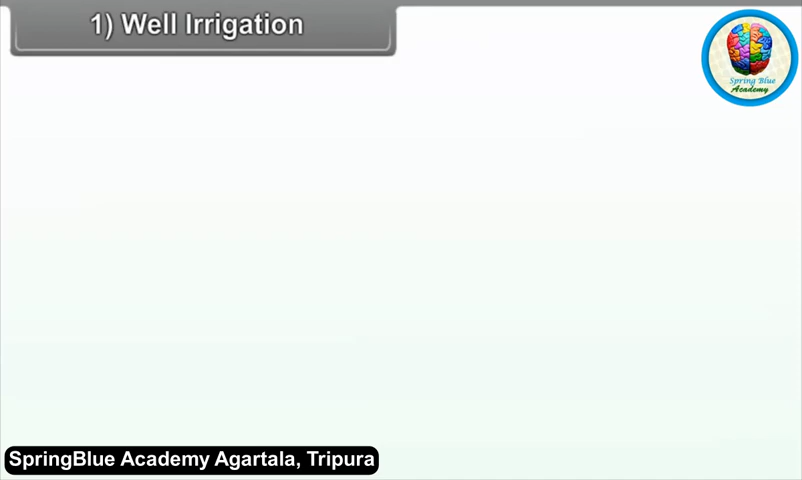 1) Well Irrigation
Spring Blue
Academy
SpringBlue Academy Agartala, Tripura